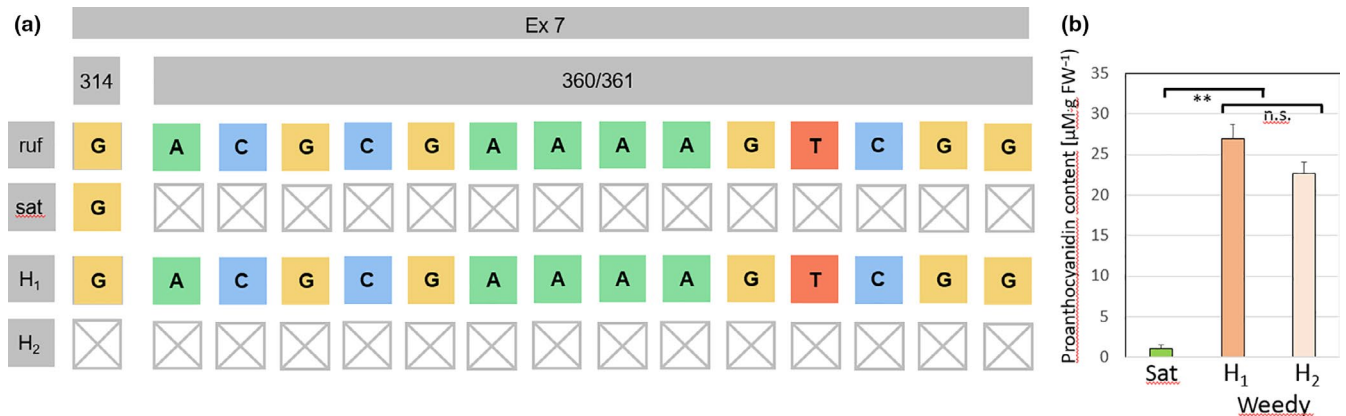 (a)
Ex 7
314 360/361
ruf G A C G C G A A A A G T C G G
sat G
H₁ G A C G C G A A A A G T C G G
H₂
(b)
Proanthocyanidin content [µM·g FW⁻¹]
35
30
25
20
15
10
5
0
**
n.s.
Sat H₁ H₂
Weedy